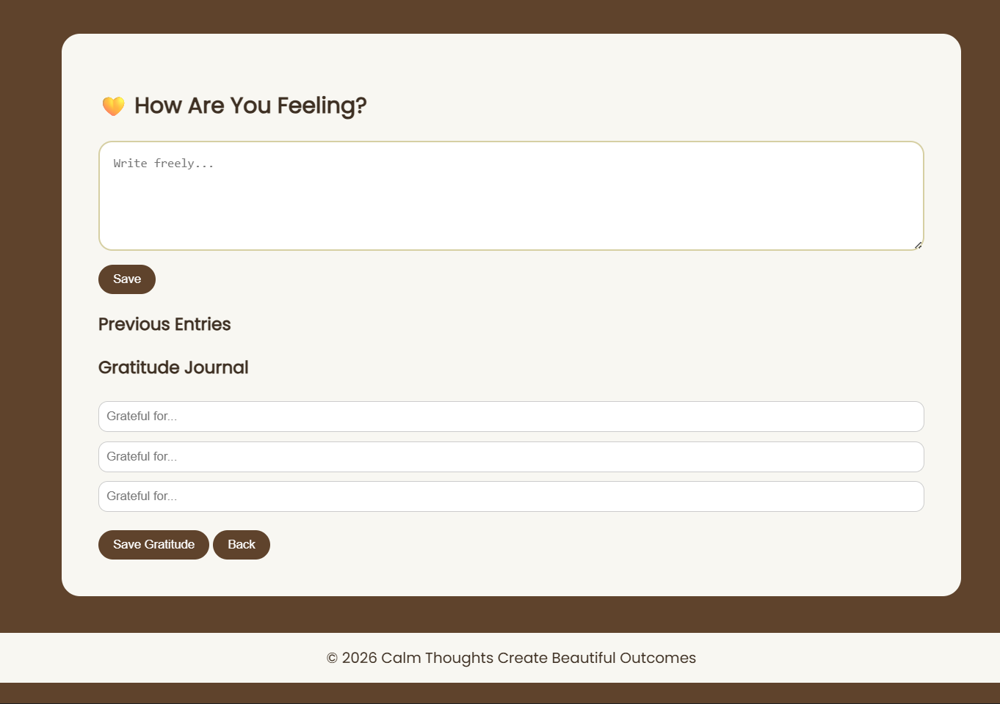 💛 How Are You Feeling?
Write freely...
Save
Previous Entries
Gratitude Journal
Grateful for...
Grateful for...
Grateful for...
Save Gratitude Back
© 2026 Calm Thoughts Create Beautiful Outcomes